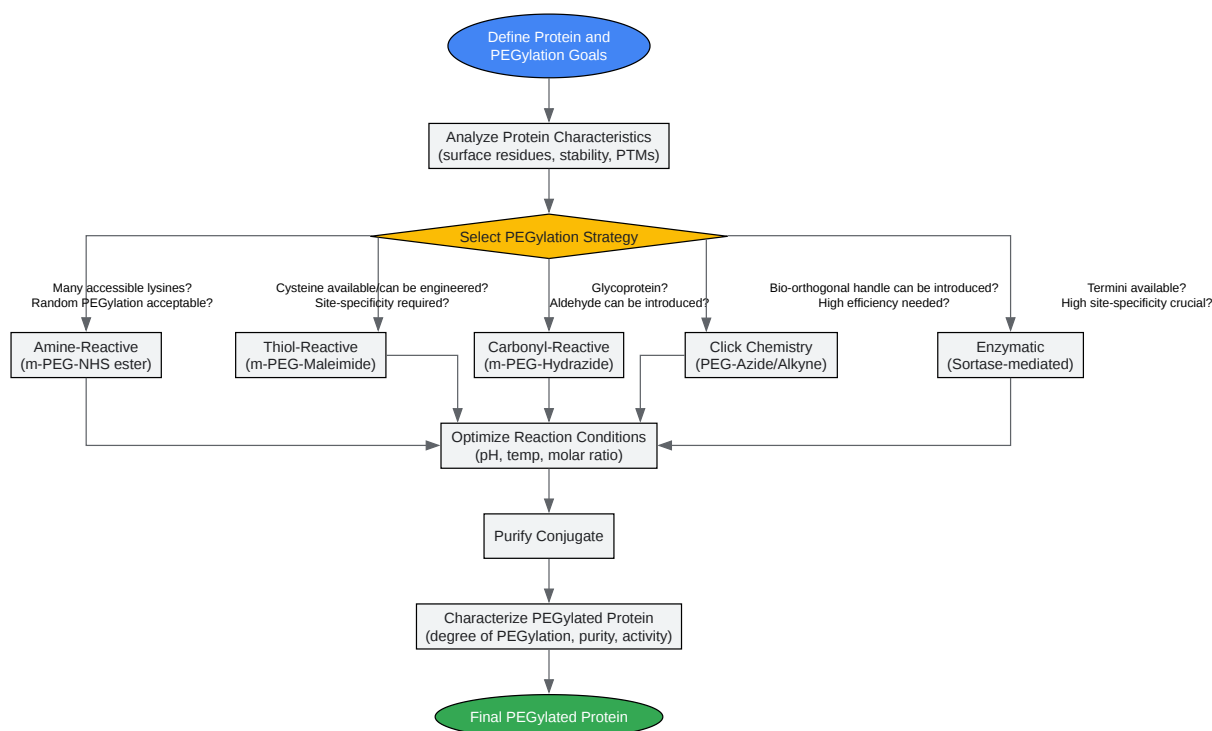 Define Protein and
PEGylation Goals
Analyze Protein Characteristics
(surface residues, stability, PTMs)
Select PEGylation Strategy
Many accessible lysines?
Random PEGylation acceptable?
Cysteine available/can be engineered?
Site-specificity required?
Glycoprotein?
Aldehyde can be introduced?
Bio-orthogonal handle can be introduced?
High efficiency needed?
Termini available?
High site-specificity crucial?
Amine-Reactive
(m-PEG-NHS ester)
Thiol-Reactive
(m-PEG-Maleimide)
Carbonyl-Reactive
(m-PEG-Hydrazide)
Click Chemistry
(PEG-Azide/Alkyne)
Enzymatic
(Sortase-mediated)
Optimize Reaction Conditions
(pH, temp, molar ratio)
Purify Conjugate
Characterize PEGylated Protein
(degree of PEGylation, purity, activity)
Final PEGylated Protein